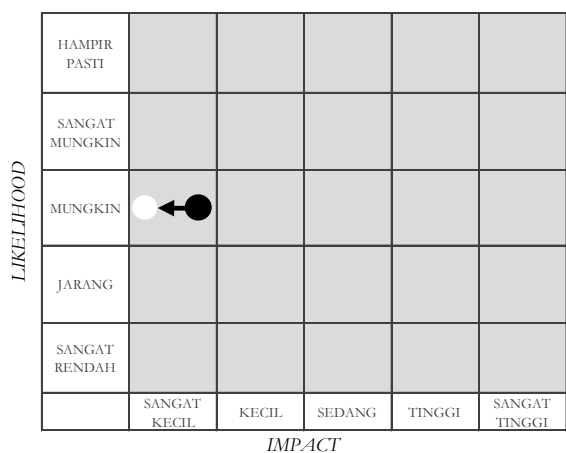 HAMPIR
PASTI
SANGAT
MUNGKIN
MUNGKIN
JARANG
SANGAT
RENDAH
LIKELIHOOD
SANGAT
KECIL
KECIL
SEDANG
TINGGI
SANGAT
TINGGI
IMPACT